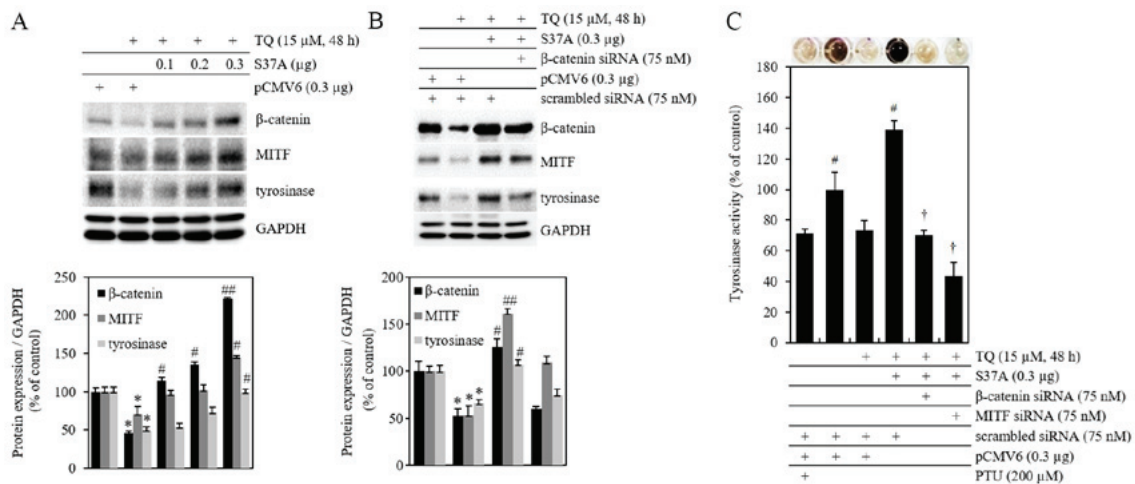 A
+ + + + TQ (15 μM, 48 h)
0.1 0.2 0.3 S37A (μg)
+ + pCMV6 (0.3 μg)
β-catenin
MITF
tyrosinase
GAPDH
Protein expression / GAPDH
(% of control)
250
200
150
100
50
0
β-catenin
MITF
tyrosinase
* * *
#
#
## # #
B
+ + + TQ (15 μM, 48 h)
+ + S37A (0.3 μg)
+ β-catenin siRNA (75 nM)
+ + pCMV6 (0.3 μg)
+ + + scrambled siRNA (75 nM)
β-catenin
MITF
tyrosinase
GAPDH
Protein expression / GAPDH
(% of control)
200
150
100
50
0
β-catenin
MITF
tyrosinase
* * *
# ## #
C
Tyrosinase activity (% of control)
180
160
140
120
100
80
60
40
20
0
# # † †
+ + + + TQ (15 μM, 48 h)
+ + + S37A (0.3 μg)
+ β-catenin siRNA (75 nM)
+ MITF siRNA (75 nM)
+ + + + scrambled siRNA (75 nM)
+ + + pCMV6 (0.3 μg)
+ PTU (200 μM)